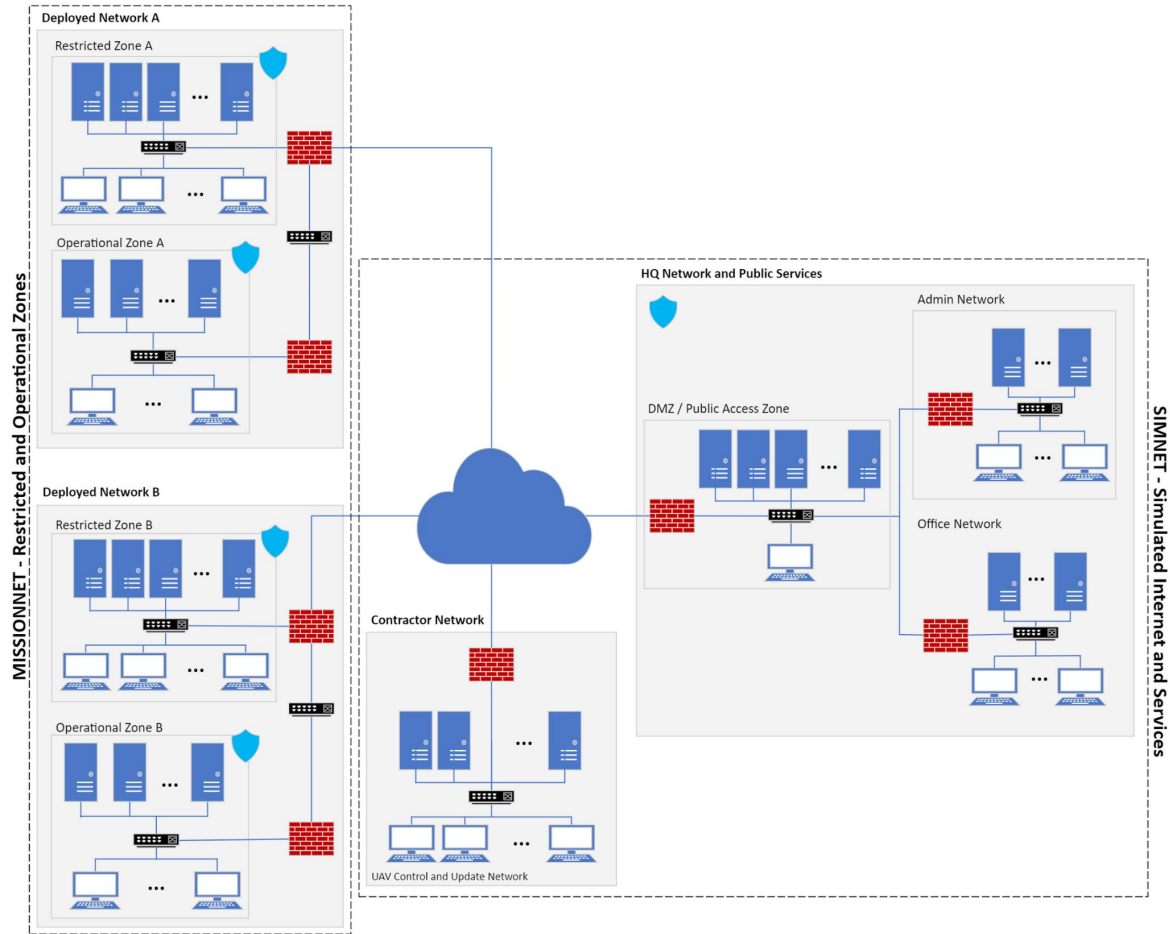 Deployed Network A
Restricted Zone A
Operational Zone A
MISSIONNET - Restricted and Operational Zones
Deployed Network B
Restricted Zone B
Operational Zone B
HQ Network and Public Services
Admin Network
DMZ / Public Access Zone
Office Network
Contractor Network
UAV Control and Update Network
SIMNET - Simulated Internet and Services